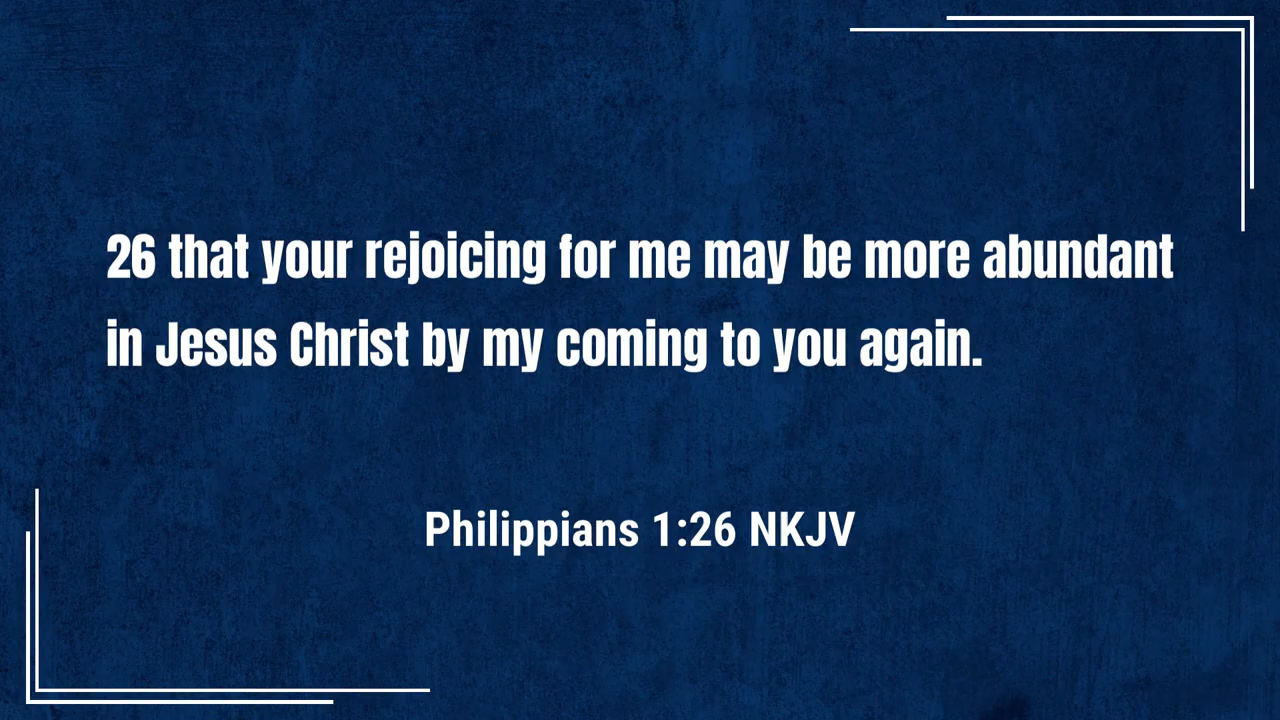 26 that your rejoicing for me may be more abundant
in Jesus Christ by my coming to you again.
Philippians 1:26 NKJV